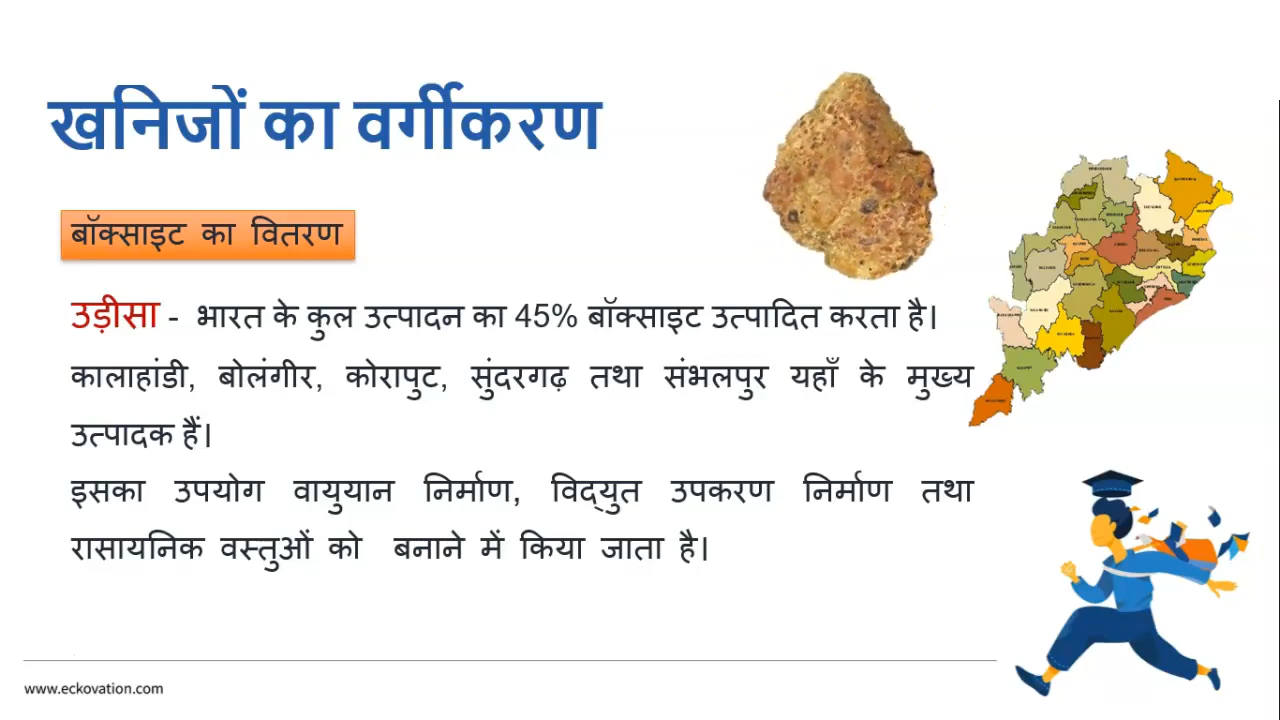 खनिजों का वर्गीकरण
बॉक्साइट का वितरण
उड़ीसा - भारत के कुल उत्पादन का 45% बॉक्साइट उत्पादित करता है।
कालाहांडी, बोलंगीर, कोरापुट, सुंदरगढ़ तथा संभलपुर यहाँ के मुख्य
उत्पादक हैं।
इसका उपयोग वायुयान निर्माण, विद्‌युत उपकरण निर्माण तथा
रासायनिक वस्तुओं को बनाने में किया जाता है।
www.eckovation.com